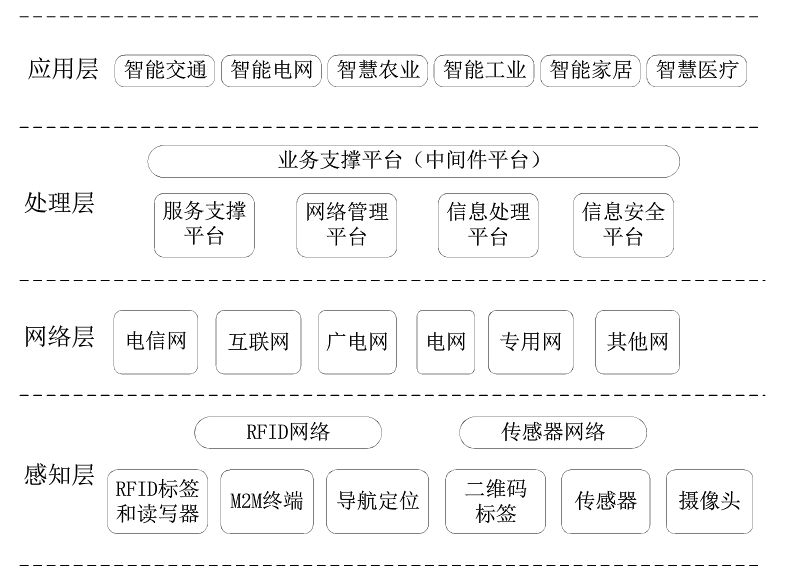 应用层
智能交通
智能电网
智慧农业
智能工业
智能家居
智慧医疗
业务支撑平台（中间件平台）
处理层
服务支撑
平台
网络管理
平台
信息处理
平台
信息安全
平台
网络层
电信网
互联网
广电网
电网
专用网
其他网
RFID网络
传感器网络
感知层
RFID标签
和读写器
M2M终端
导航定位
二维码
标签
传感器
摄像头